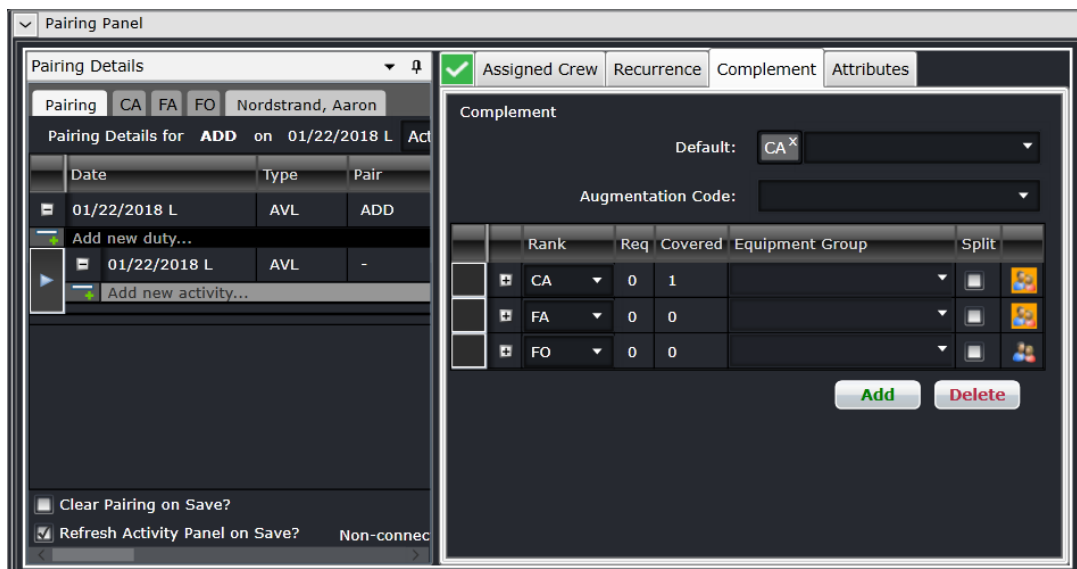 Pairing Panel
Pairing Details
Pairing CA FA FO Nordstrand, Aaron
Pairing Details for ADD on 01/22/2018 L Act
Date Type Pair
01/22/2018 L AVL ADD
Add new duty...
01/22/2018 L AVL -
Add new activity...
Clear Pairing on Save?
Refresh Activity Panel on Save? Non-connec
Assigned Crew Recurrence Complement Attributes
Complement
Default: CA x
Augmentation Code:
Rank Req Covered Equipment Group Split
CA 0 1
FA 0 0
FO 0 0
Add Delete